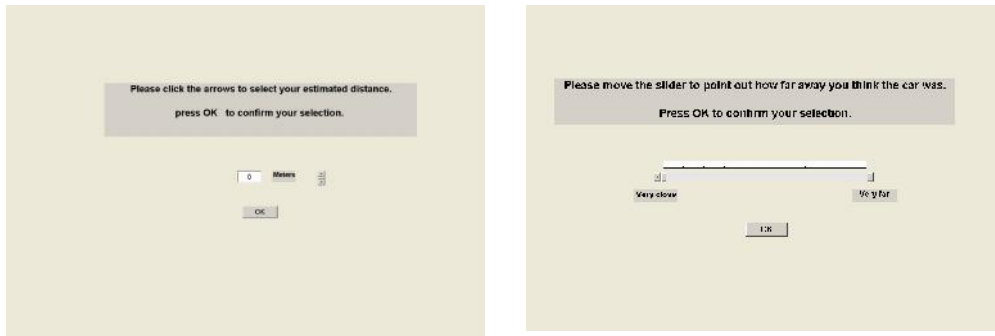 Please click the arrows to select your estimated distance.
press OK to confirm your selection.
0 Meters
OK
Please move the slider to point out how far away you think the car was.
Press OK to confirm your selection.
Very close Very far
OK